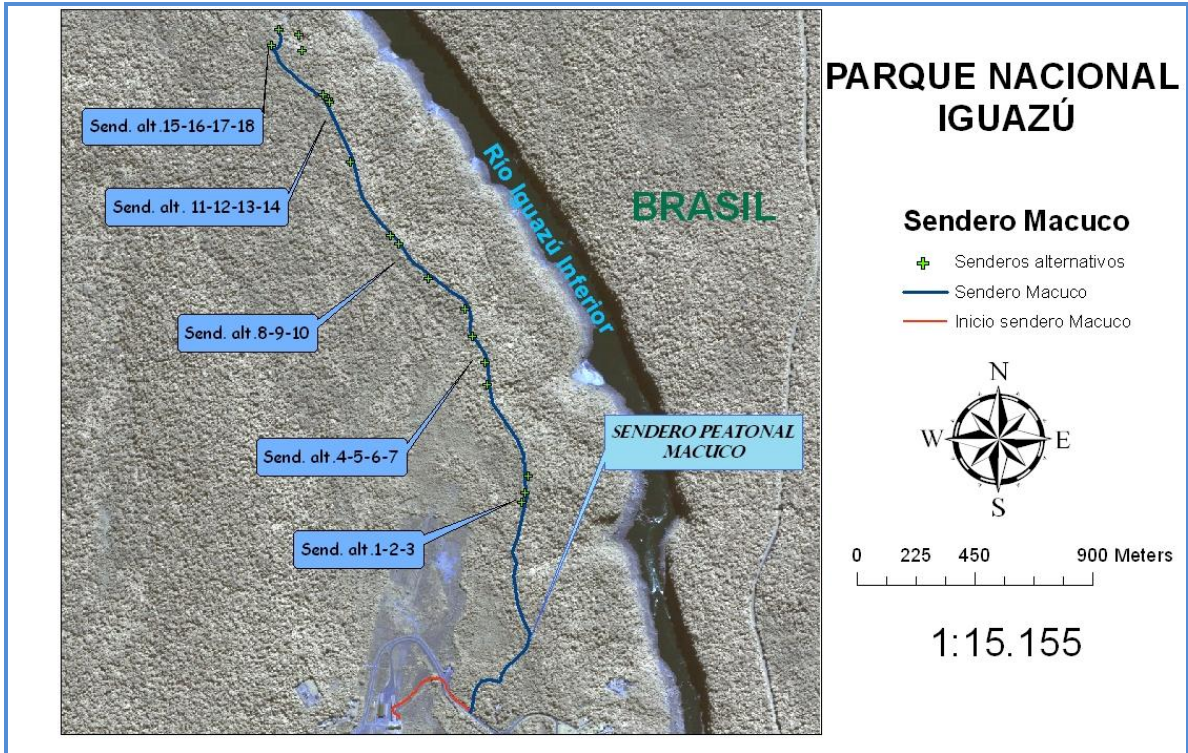 PARQUE NACIONAL
IGUAZÚ
Send. alt.15-16-17-18
Send. alt. 11-12-13-14
Send. alt.8-9-10
Send. alt.4-5-6-7
Send. alt.1-2-3
SENDERO PEATONAL
MACUCO
Río Iguazú Inferior
BRASIL
Sendero Macuco
Senderos alternativos
Sendero Macuco
Inicio sendero Macuco
N
W E
S
0 225 450 900 Meters
1:15.155